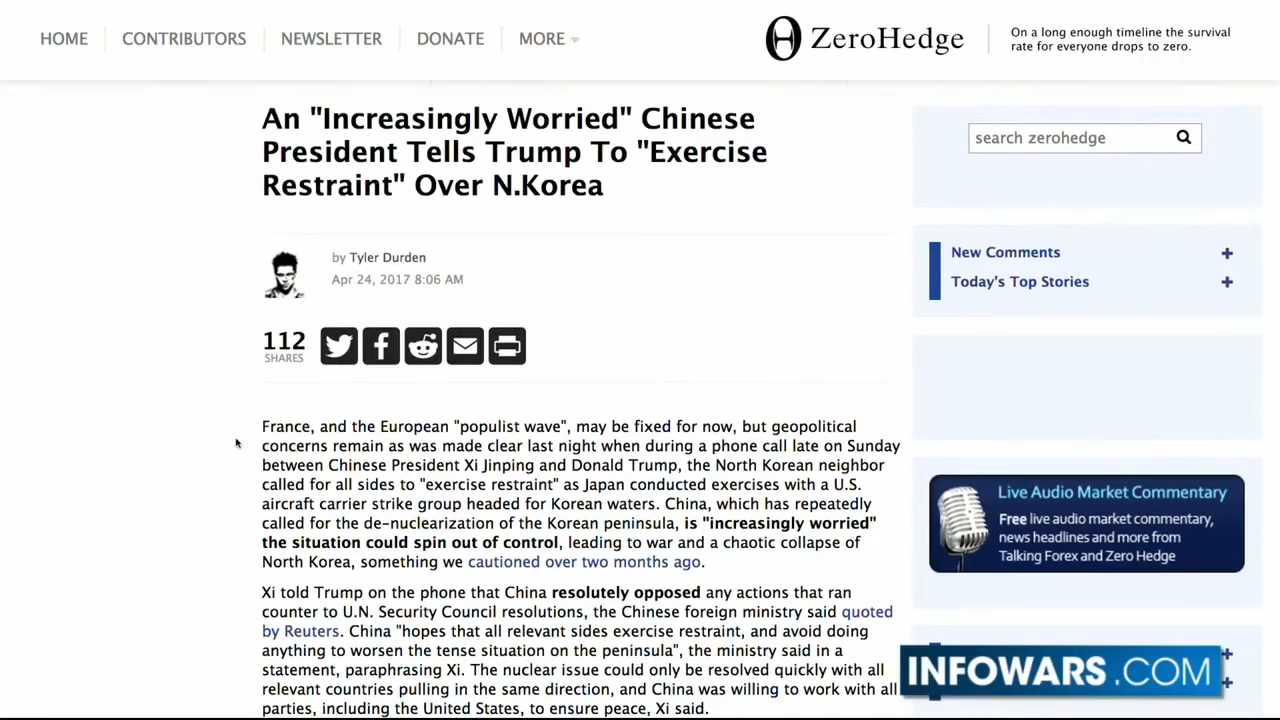 HOME
CONTRIBUTORS
NEWSLETTER
DONATE
MORE
ZeroHedge
On a long enough timeline the survival
rate for everyone drops to zero.
An "Increasingly Worried" Chinese
President Tells Trump To "Exercise
Restraint" Over N.Korea
by Tyler Durden
Apr 24, 2017 8:06 AM
112
SHARES
France, and the European "populist wave", may be fixed for now, but geopolitical
concerns remain as was made clear last night when during a phone call late on Sunday
between Chinese President Xi Jinping and Donald Trump, the North Korean neighbor
called for all sides to "exercise restraint" as Japan conducted exercises with a U.S.
aircraft carrier strike group headed for Korean waters. China, which has repeatedly
called for the de-nuclearization of the Korean peninsula, is "increasingly worried"
the situation could spin out of control, leading to war and a chaotic collapse of
North Korea, something we cautioned over two months ago.
Xi told Trump on the phone that China resolutely opposed any actions that ran
counter to U.N. Security Council resolutions, the Chinese foreign ministry said quoted
by Reuters. China "hopes that all relevant sides exercise restraint, and avoid doing
anything to worsen the tense situation on the peninsula", the ministry said in a
statement, paraphrasing Xi. The nuclear issue could only be resolved quickly with all
relevant countries pulling in the same direction, and China was willing to work with all
parties, including the United States, to ensure peace, Xi said.
search zerohedge
New Comments +
Today's Top Stories +
Live Audio Market Commentary
Free live audio market commentary,
news headlines and more from
Talking Forex and Zero Hedge
INFOWARS.COM